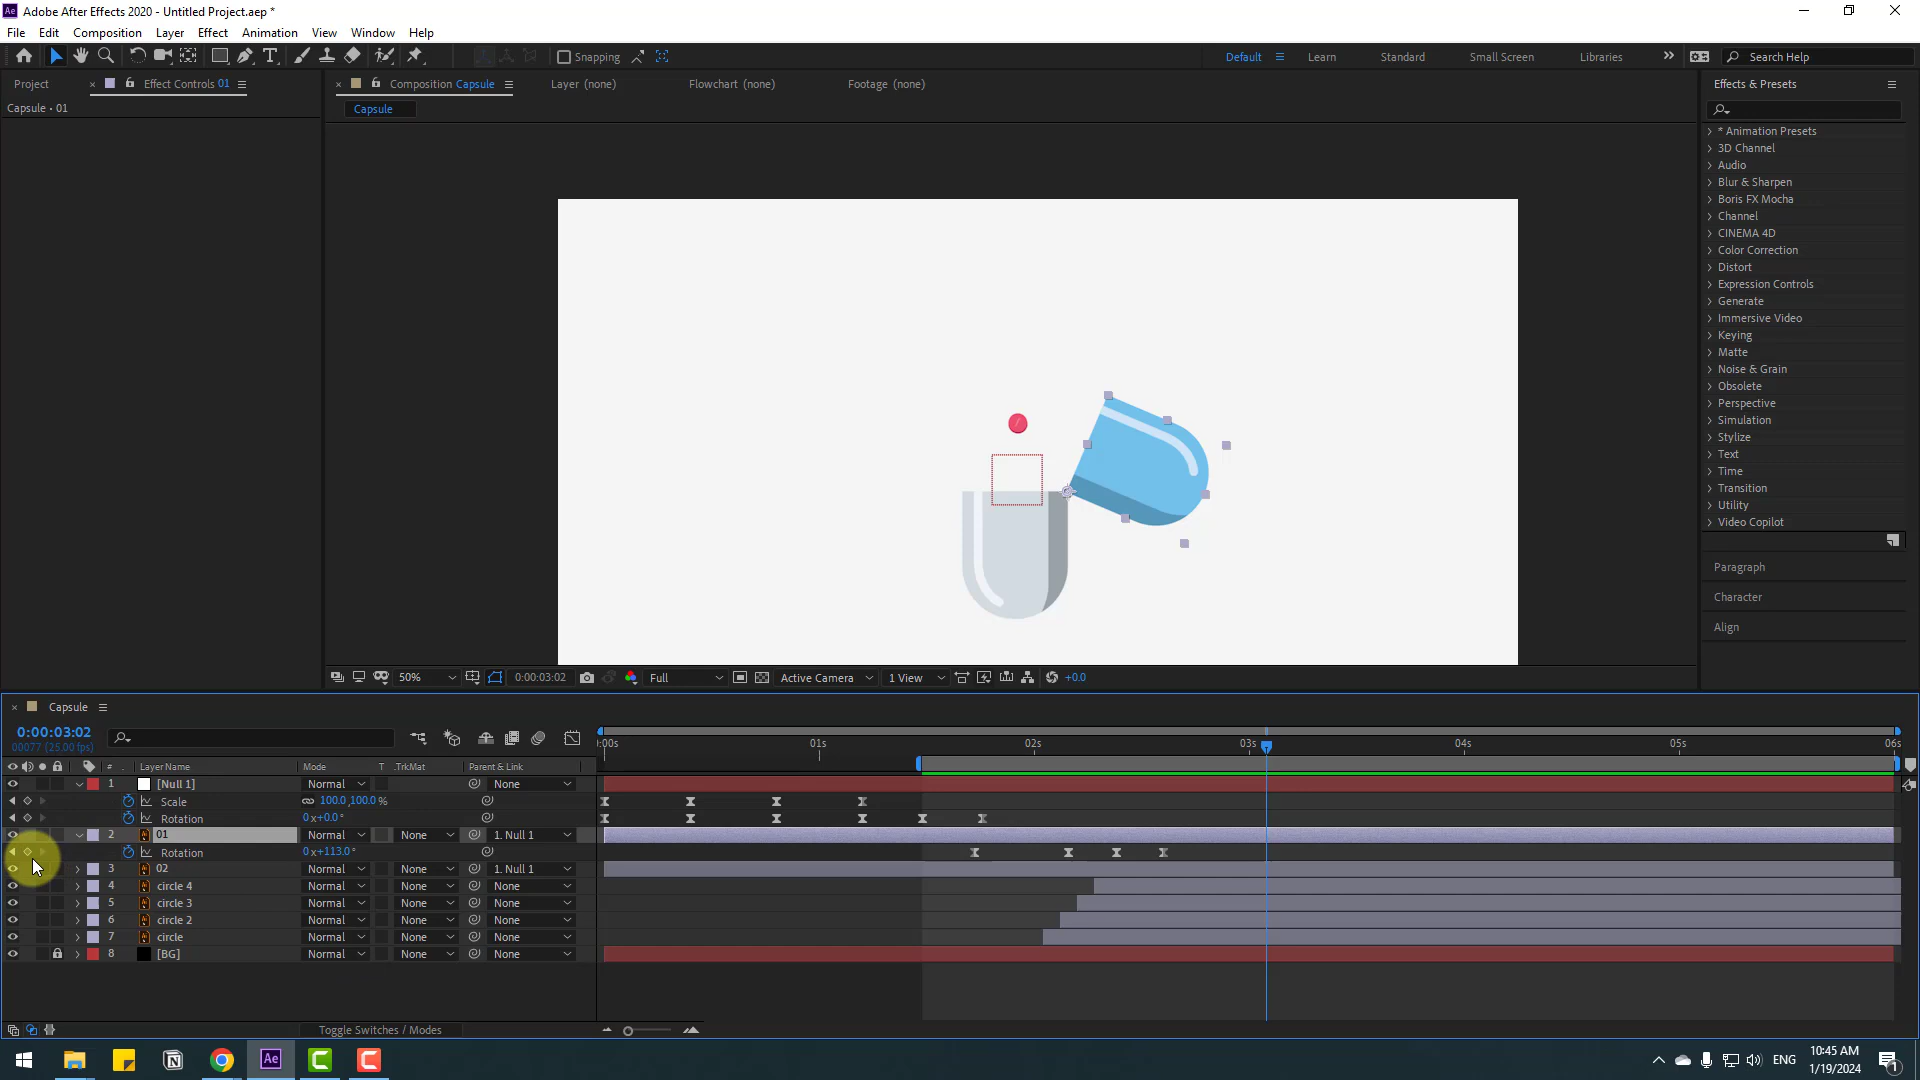 Adobe After Effects 2020 - Untitled Project.aep *
File Edit Composition Layer Effect Animation View Window Help
Snapping
Default Learn Standard Small Screen Libraries Search Help
Project Effect Controls 01 Composition Capsule Layer (none) Flowchart (none) Footage (none) Effects & Presets
Capsule • 01
Capsule
* Animation Presets
3D Channel
Audio
Blur & Sharpen
Boris FX Mocha
Channel
CINEMA 4D
Color Correction
Distort
Expression Controls
Generate
Immersive Video
Keying
Matte
Noise & Grain
Obsolete
Perspective
Simulation
Stylize
Text
Time
Transition
Utility
Video Copilot
Paragraph
Character
Align
50% 0:00:03:02 Full Active Camera 1 View +0.0
Capsule
0:00:03:02
00077 (25.00 fps)
:00s 01s 02s 03s 04s 05s 06s
# Layer Name Mode T .TrkMat Parent & Link
1 [Null 1] Normal None
Scale 100.0,100.0 %
Rotation 0x+0.0°
2 01 Normal None 1. Null 1
Rotation 0x+113.0°
3 02 Normal None 1. Null 1
4 circle 4 Normal None None
5 circle 3 Normal None None
6 circle 2 Normal None None
7 circle Normal None None
8 [BG] Normal None None
Toggle Switches / Modes
ENG
10:45 AM
1/19/2024